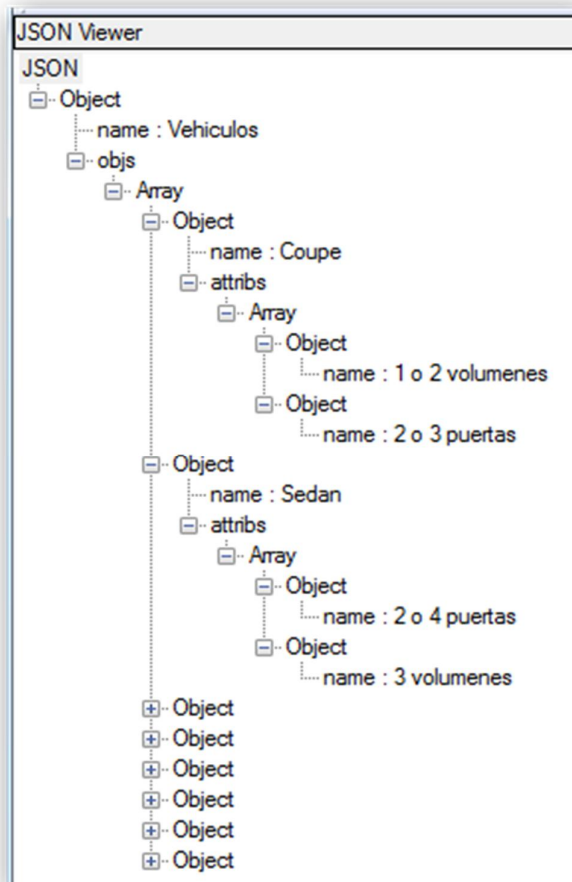 JSON Viewer
JSON
Object
name : Vehiculos
objs
Array
Object
name : Coupe
attribs
Array
Object
name : 1 o 2 volumenes
Object
name : 2 o 3 puertas
Object
name : Sedan
attribs
Array
Object
name : 2 o 4 puertas
Object
name : 3 volumenes
Object
Object
Object
Object
Object
Object